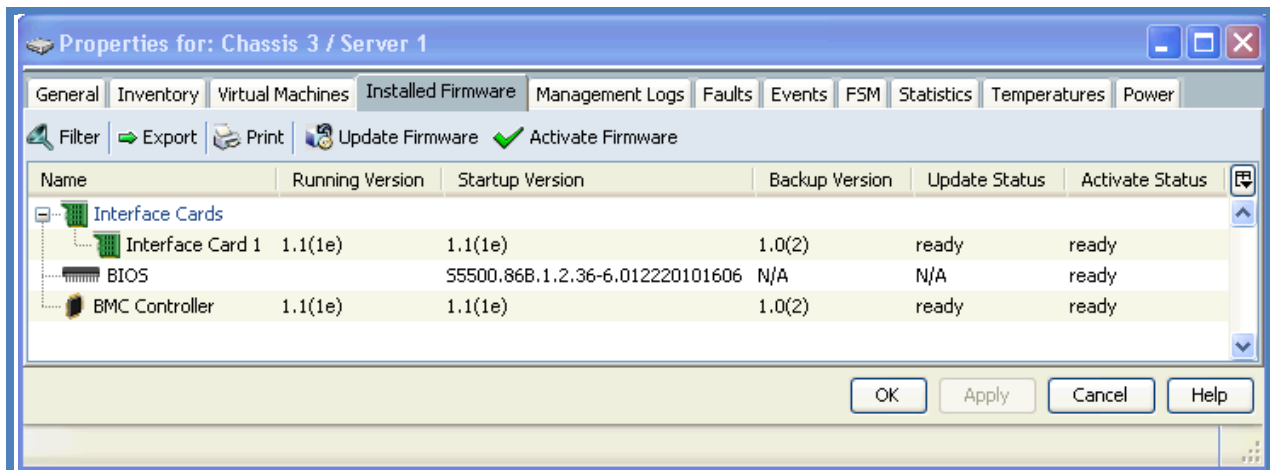 Properties for: Chassis 3 / Server 1
General Inventory Virtual Machines Installed Firmware Management Logs Faults Events FSM Statistics Temperatures Power
Filter Export Print Update Firmware Activate Firmware
Name Running Version Startup Version Backup Version Update Status Activate Status
Interface Cards
Interface Card 1 1.1(1e) 1.1(1e) 1.0(2) ready ready
BIOS S5500.86B.1.2.36-6.012220101606 N/A N/A ready
BMC Controller 1.1(1e) 1.1(1e) 1.0(2) ready ready
OK Apply Cancel Help